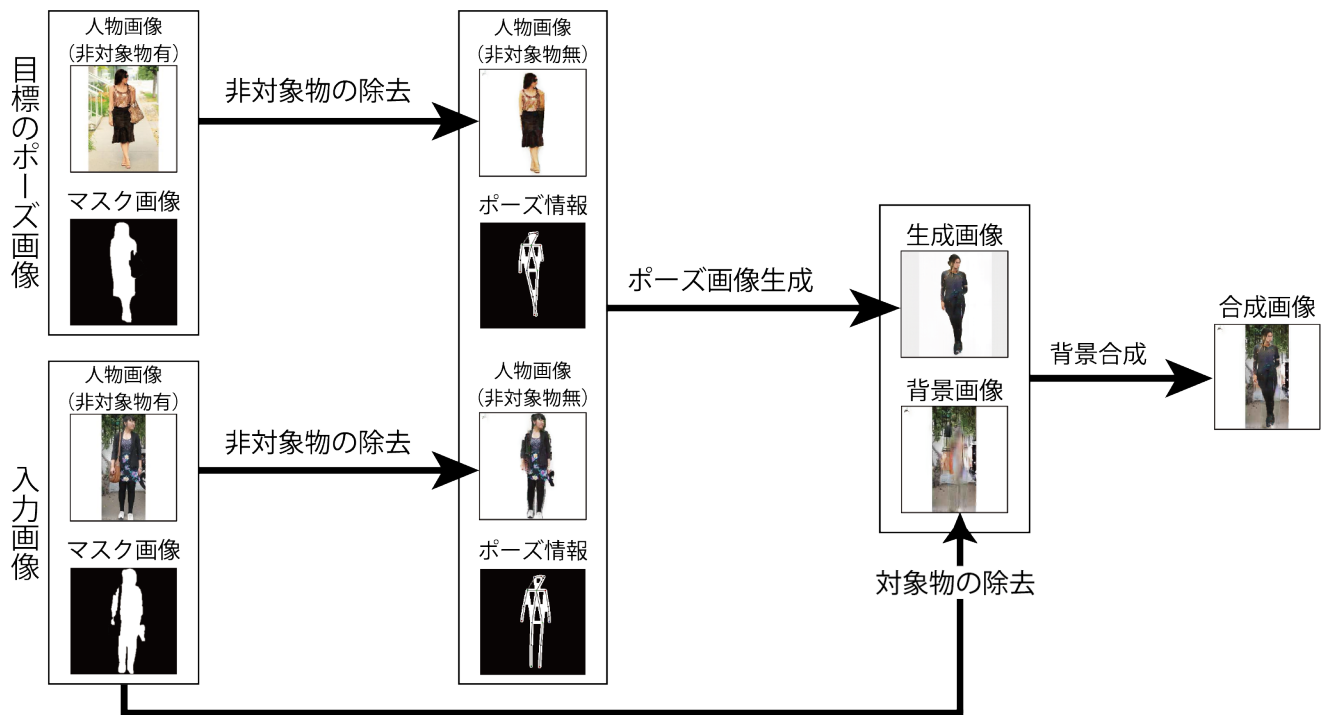 目標のポーズ画像
人物画像
(非対象物有)
マスク画像
非対象物の除去
人物画像
(非対象物無)
ポーズ情報
入力画像
人物画像
(非対象物有)
マスク画像
非対象物の除去
人物画像
(非対象物無)
ポーズ情報
ポーズ画像生成
生成画像
背景画像
対象物の除去
背景合成
合成画像